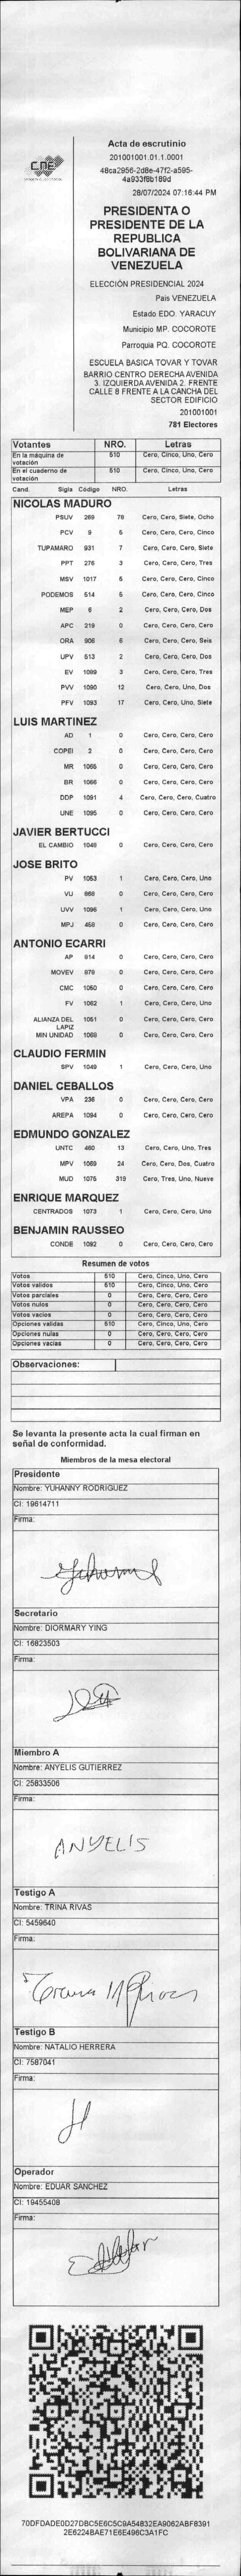 CNE
Acta de escrutinio
201001001.01.1.0001
48ca2956-2d8e-47f2-a595-
4a933f6b189d
28/07/2024 07:16:44 PM
PRESIDENTA O
PRESIDENTE DE LA
REPUBLICA
BOLIVARIANA DE
VENEZUELA
ELECCIÓN PRESIDENCIAL 2024
País VENEZUELA
Estado EDO. YARACUY
Municipio MP. COCOROTE
Parroquia PQ. COCOROTE
ESCUELA BASICA TOVAR Y TOVAR
BARRIO CENTRO DERECHA AVENIDA
3. IZQUIERDA AVENIDA 2. FRENTE
CALLE 8 FRENTE A LA CANCHA DEL
SECTOR EDIFICIO
201001001
781 Electores
Votantes NRO. Letras
En la máquina de votación 510 Cero, Cinco, Uno, Cero
En el cuaderno de votación 510 Cero, Cinco, Uno, Cero
Cand. Sigla Código NRO. Letras
NICOLAS MADURO
PSUV 269 78 Cero, Cero, Siete, Ocho
PCV 9 5 Cero, Cero, Cero, Cinco
TUPAMARO 931 7 Cero, Cero, Cero, Siete
PPT 276 3 Cero, Cero, Cero, Tres
MSV 1017 5 Cero, Cero, Cero, Cinco
PODEMOS 514 5 Cero, Cero, Cero, Cinco
MEP 6 2 Cero, Cero, Cero, Dos
APC 219 0 Cero, Cero, Cero, Cero
ORA 906 6 Cero, Cero, Cero, Seis
UPV 513 2 Cero, Cero, Cero, Dos
EV 1089 3 Cero, Cero, Cero, Tres
PVV 1090 12 Cero, Cero, Uno, Dos
PFV 1093 17 Cero, Cero, Uno, Siete
LUIS MARTINEZ
AD 1 0 Cero, Cero, Cero, Cero
COPEI 2 0 Cero, Cero, Cero, Cero
MR 1065 0 Cero, Cero, Cero, Cero
BR 1066 0 Cero, Cero, Cero, Cero
DDP 1091 4 Cero, Cero, Cero, Cuatro
UNE 1095 0 Cero, Cero, Cero, Cero
JAVIER BERTUCCI
EL CAMBIO 1048 0 Cero, Cero, Cero, Cero
JOSE BRITO
PV 1053 1 Cero, Cero, Cero, Uno
VU 868 0 Cero, Cero, Cero, Cero
UVV 1096 1 Cero, Cero, Cero, Uno
MPJ 458 0 Cero, Cero, Cero, Cero
ANTONIO ECARRI
AP 814 0 Cero, Cero, Cero, Cero
MOVEV 979 0 Cero, Cero, Cero, Cero
CMC 1050 0 Cero, Cero, Cero, Cero
FV 1062 1 Cero, Cero, Cero, Uno
ALIANZA DEL LAPIZ 1051 0 Cero, Cero, Cero, Cero
MIN UNIDAD 1068 0 Cero, Cero, Cero, Cero
CLAUDIO FERMIN
SPV 1049 1 Cero, Cero, Cero, Uno
DANIEL CEBALLOS
VPA 236 0 Cero, Cero, Cero, Cero
AREPA 1094 0 Cero, Cero, Cero, Cero
EDMUNDO GONZALEZ
UNTC 460 13 Cero, Cero, Uno, Tres
MPV 1069 24 Cero, Cero, Dos, Cuatro
MUD 1075 319 Cero, Tres, Uno, Nueve
ENRIQUE MARQUEZ
CENTRADOS 1073 1 Cero, Cero, Cero, Uno
BENJAMIN RAUSSEO
CONDE 1092 0 Cero, Cero, Cero, Cero
Resumen de votos
Votos 510 Cero, Cinco, Uno, Cero
Votos validos 510 Cero, Cinco, Uno, Cero
Votos parciales 0 Cero, Cero, Cero, Cero
Votos nulos 0 Cero, Cero, Cero, Cero
Votos vacios 0 Cero, Cero, Cero, Cero
Opciones validas 510 Cero, Cinco, Uno, Cero
Opciones nulas 0 Cero, Cero, Cero, Cero
Opciones vacias 0 Cero, Cero, Cero, Cero
Observaciones:
Se levanta la presente acta la cual firman en
señal de conformidad.
Miembros de la mesa electoral
Presidente
Nombre: YUHANNY RODRIGUEZ
CI: 19614711
Firma:
Secretario
Nombre: DIORMARY YING
CI: 16823503
Firma:
Miembro A
Nombre: ANYELIS GUTIERREZ
CI: 25833506
Firma:
ANYELIS
Testigo A
Nombre: TRINA RIVAS
CI: 5459640
Firma:
Testigo B
Nombre: NATALIO HERRERA
CI: 7587041
Firma:
Operador
Nombre: EDUAR SANCHEZ
CI: 19455408
Firma:
70DFDADE0D27DBC5E6C5C9A54832EA9062ABF8391
2E6224BAE71E6E496C3A1FC